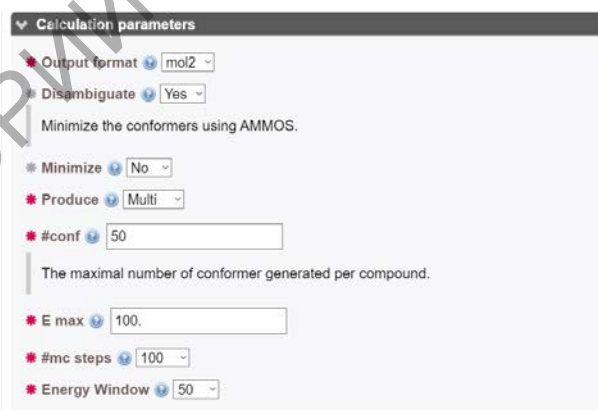 Calculation parameters
Output format mol2
Disambiguate Yes
Minimize the conformers using AMMOS.
Minimize No
Produce Multi
#conf 50
The maximal number of conformer generated per compound.
E max 100.
#mc steps 100
Energy Window 50